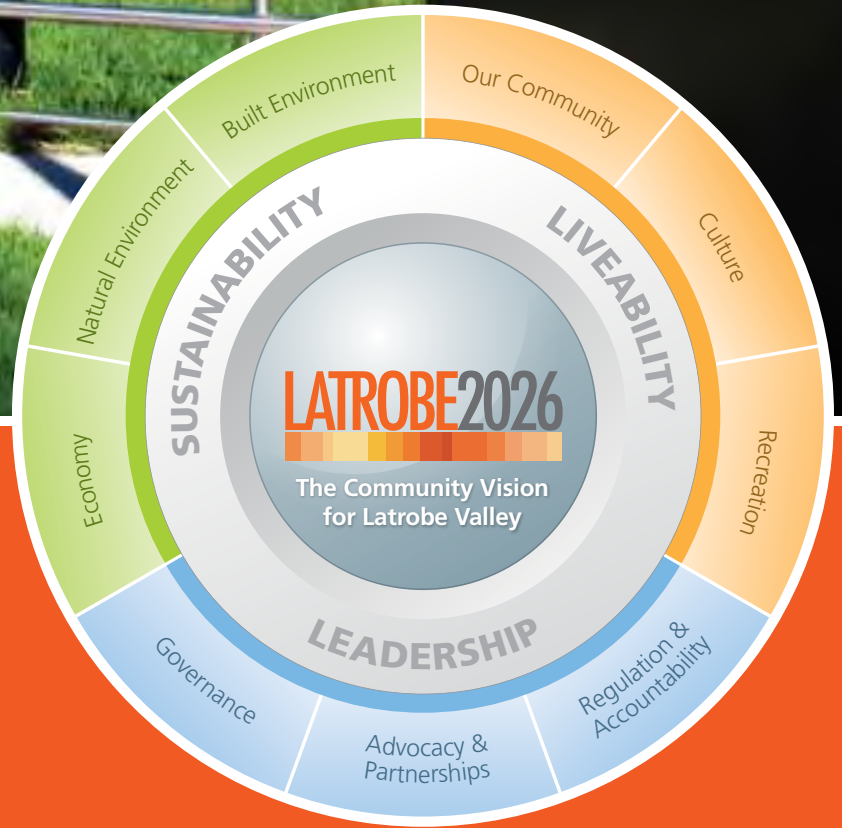 LATROBE2026
The Community Vision
for Latrobe Valley
SUSTAINABILITY
LIVEABILITY
LEADERSHIP
Built Environment
Our Community
Natural Environment
Culture
Economy
Recreation
Governance
Advocacy &
Partnerships
Regulation &
Accountability